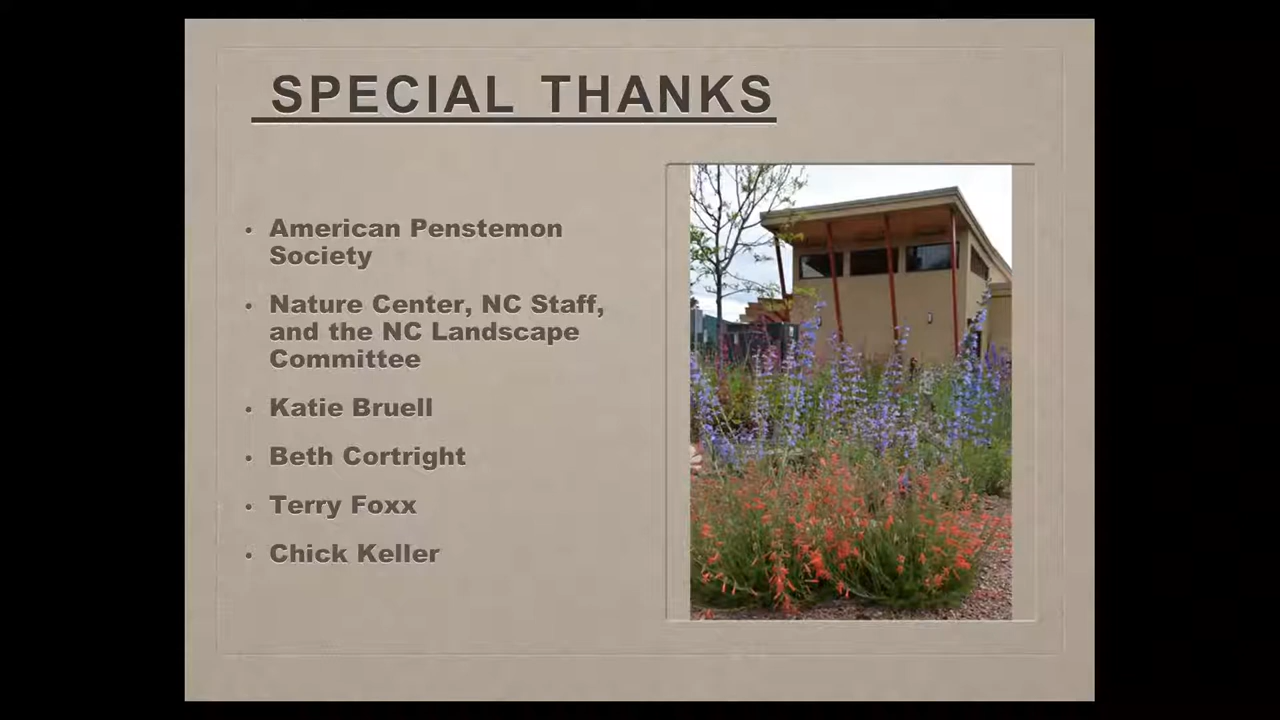 SPECIAL THANKS
• American Penstemon
Society
• Nature Center, NC Staff,
and the NC Landscape
Committee
• Katie Bruell
• Beth Cortright
• Terry Foxx
• Chick Keller